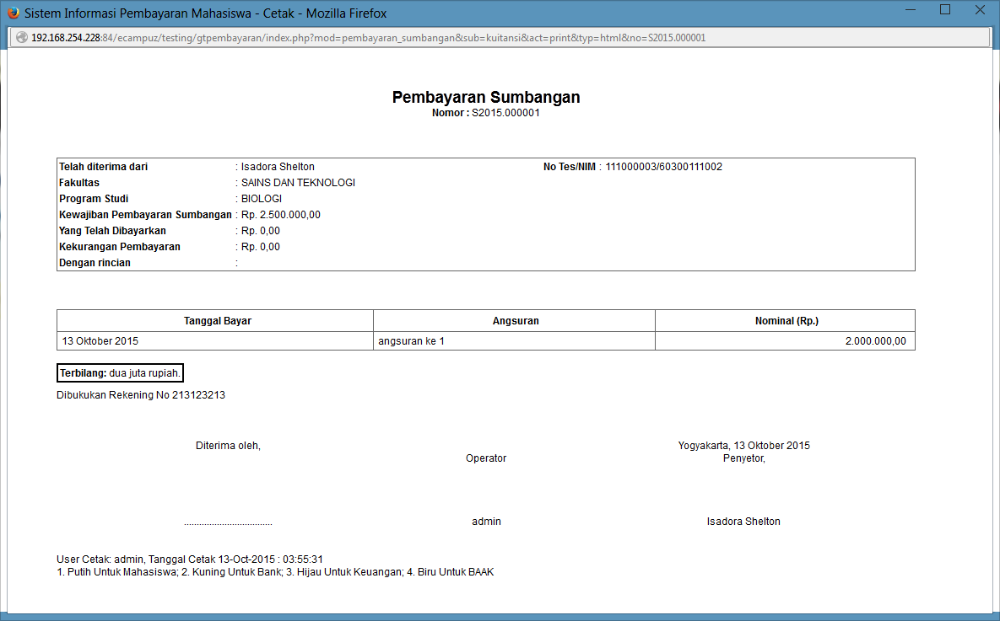 Sistem Informasi Pembayaran Mahasiswa - Cetak - Mozilla Firefox
192.168.254.228:84/ecampuz/testing/gtpembayaran/index.php?mod=pembayaran_sumbangan&sub=kuitansi&act=print&typ=html&no=S2015.000001
Pembayaran Sumbangan
Nomor : S2015.000001
Telah diterima dari : Isadora Shelton No Tes/NIM : 111000003/60300111002
Fakultas : SAINS DAN TEKNOLOGI
Program Studi : BIOLOGI
Kewajiban Pembayaran Sumbangan : Rp. 2.500.000,00
Yang Telah Dibayarkan : Rp. 0,00
Kekurangan Pembayaran : Rp. 0,00
Dengan rincian :
Tanggal Bayar Angsuran Nominal (Rp.)
13 Oktober 2015 angsuran ke 1 2.000.000,00
Terbilang: dua juta rupiah.
Dibukukan Rekening No 213123213
Diterima oleh, Yogyakarta, 13 Oktober 2015
Operator Penyetor,
................................... admin Isadora Shelton
User Cetak: admin, Tanggal Cetak 13-Oct-2015 : 03:55:31
1. Putih Untuk Mahasiswa; 2. Kuning Untuk Bank; 3. Hijau Untuk Keuangan; 4. Biru Untuk BAAK